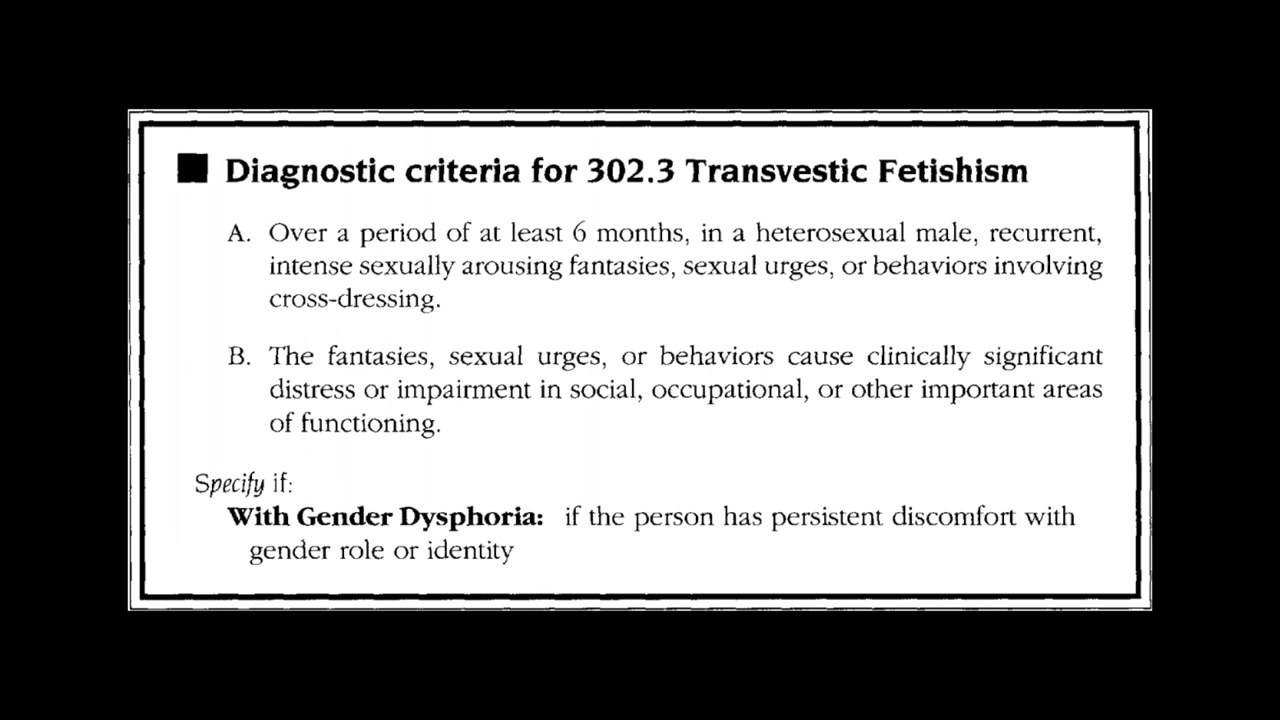 Diagnostic criteria for 302.3 Transvestic Fetishism
A. Over a period of at least 6 months, in a heterosexual male, recurrent,
intense sexually arousing fantasies, sexual urges, or behaviors involving
cross-dressing.
B. The fantasies, sexual urges, or behaviors cause clinically significant
distress or impairment in social, occupational, or other important areas
of functioning.
Specify if:
With Gender Dysphoria: if the person has persistent discomfort with
gender role or identity